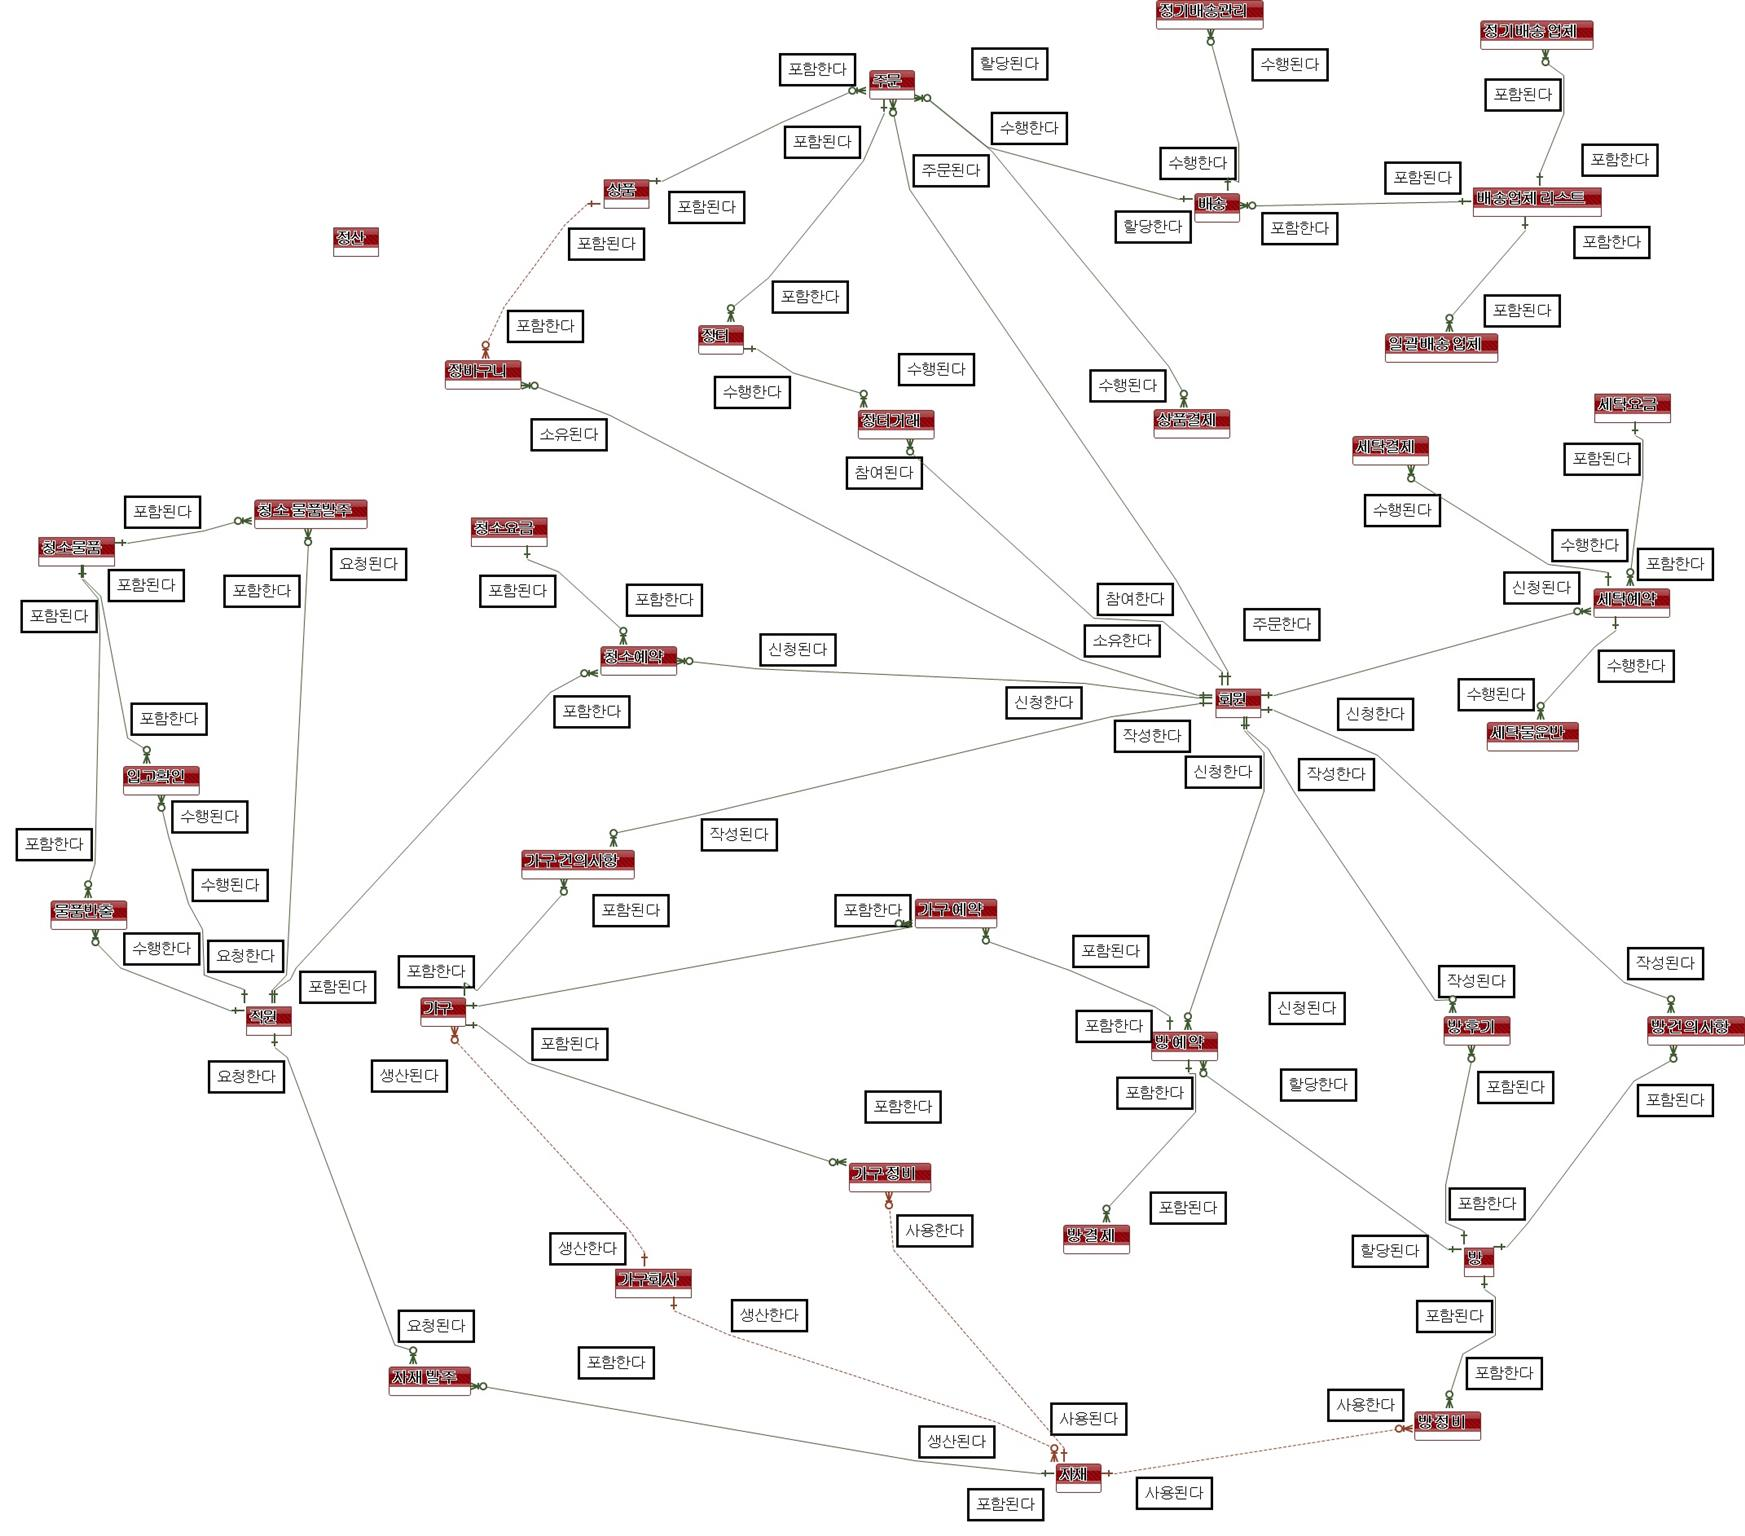 정기배송관리
정기배송 업체
포함한다
할당된다
수행된다
주문
포함된다
포함된다
수행한다
주문된다
수행한다
포함한다
포함된다
상품
포함된다
배송
배송업체 리스트
할당한다
포함한다
정산
포함된다
포함한다
포함한다
포함한다
포함된다
장터
일괄배송 업체
장바구니
수행한다
수행된다
수행된다
장터거래
상품결제
세탁요금
소유된다
세탁결제
포함된다
참여된다
수행된다
포함된다
청소 물품발주
청소요금
청소물품
요청된다
수행한다
포함한다
포함된다
포함한다
포함된다
포함한다
신청된다
포함된다
참여한다
세탁예약
주문한다
청소예약
신청된다
소유한다
수행한다
포함한다
포함한다
신청한다
회원
신청한다
수행된다
세탁물운반
작성한다
입고확인
신청한다
작성한다
수행된다
포함한다
작성된다
가구 건의사항
수행된다
물품반출
포함된다
포함한다
가구 예약
수행한다
요청한다
포함된다
포함한다
포함된다
작성된다
작성된다
직원
가구
신청된다
포함된다
포함한다
방 예약
방 후기
방 건의사항
요청한다
생산된다
포함한다
포함한다
할당한다
포함된다
포함된다
가구 정비
사용한다
포함된다
방 결제
포함한다
생산한다
할당된다
방
가구회사
요청된다
생산한다
포함된다
자재 발주
포함한다
포함한다
사용된다
사용한다
방 정비
생산된다
자재
포함된다
사용된다